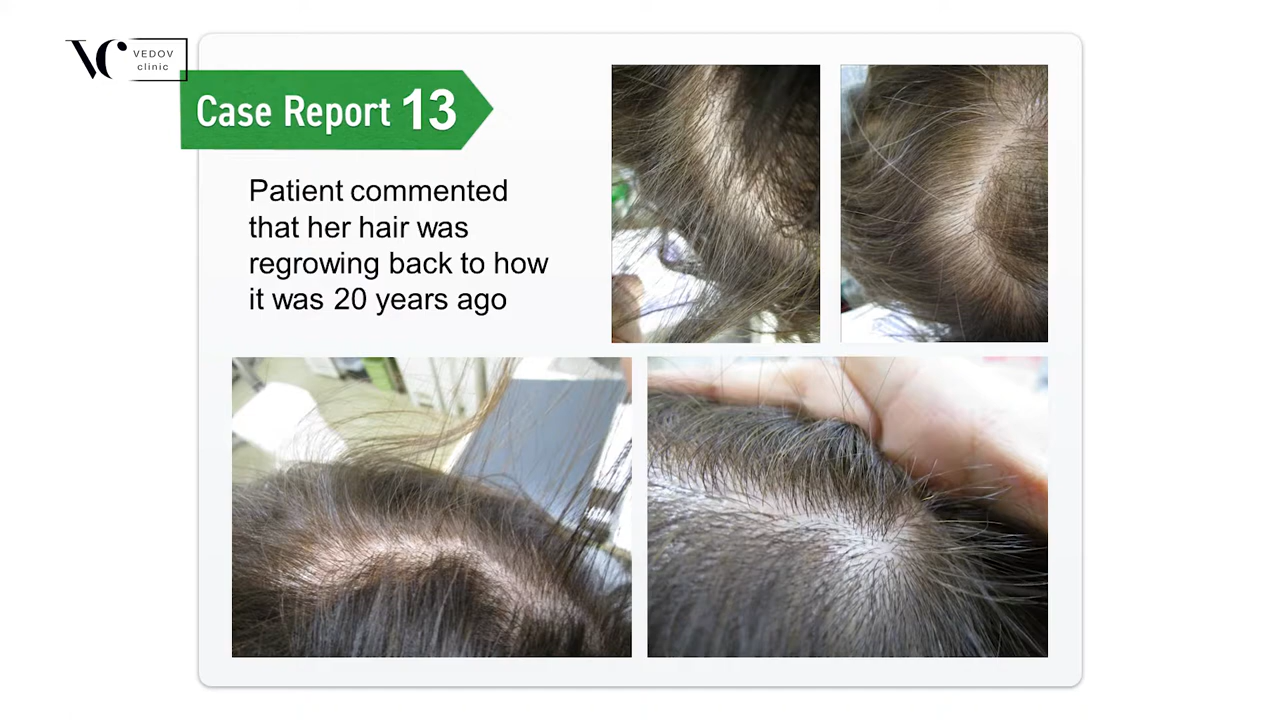 VC
VEDOV
clinic
Case Report 13
Patient commented
that her hair was
regrowing back to how
it was 20 years ago